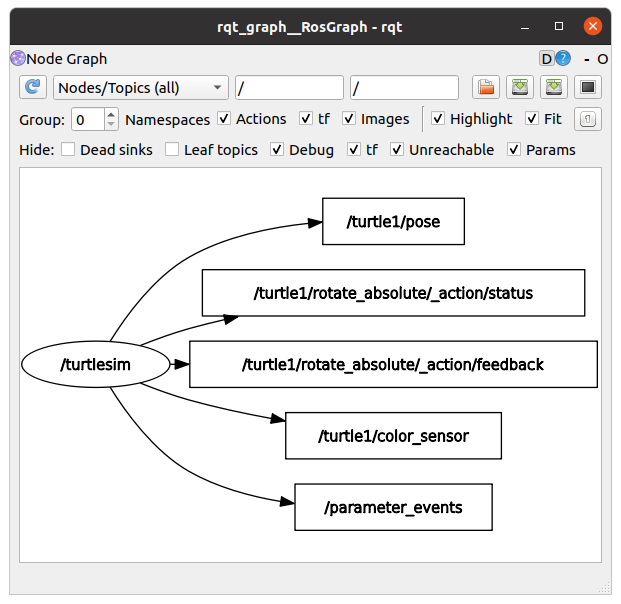 rqt_graph__RosGraph - rqt
Node Graph D ? - O
Nodes/Topics (all) / /
Group: 0 Namespaces Actions tf Images Highlight Fit
Hide: Dead sinks Leaf topics Debug tf Unreachable Params
/turtle1/pose
/turtle1/rotate_absolute/_action/status
/turtlesim
/turtle1/rotate_absolute/_action/feedback
/turtle1/color_sensor
/parameter_events